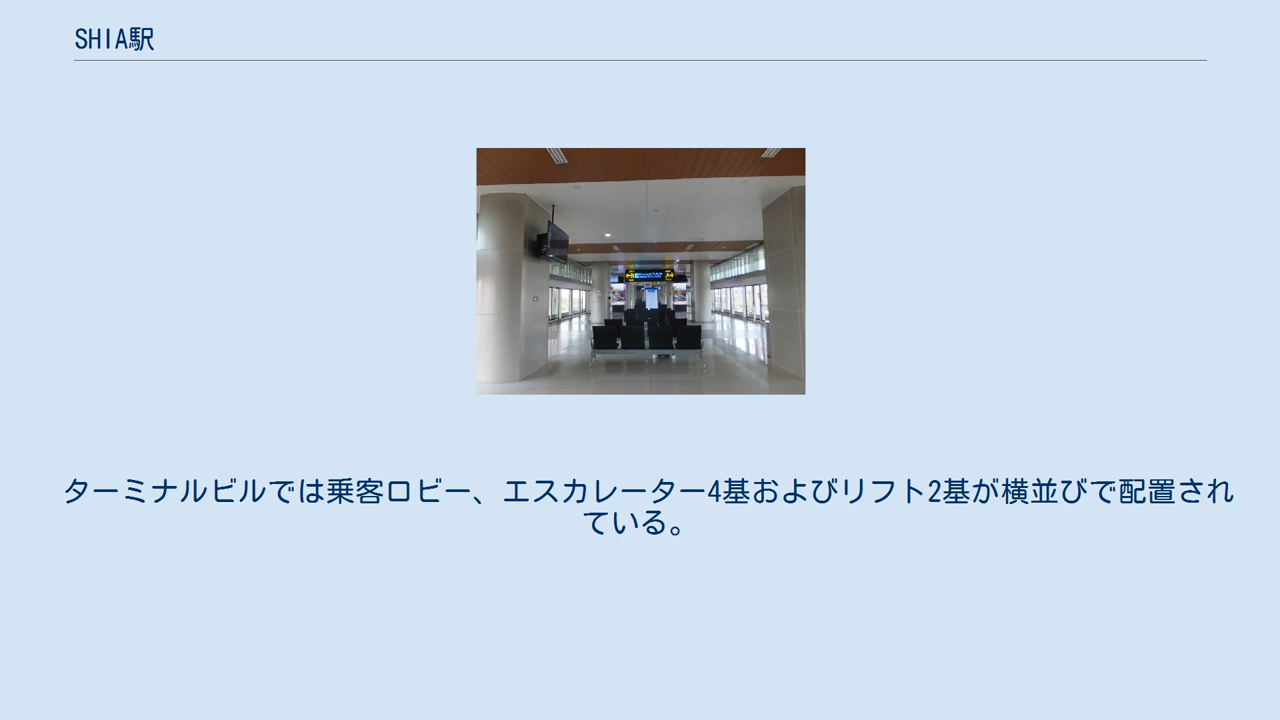 SHIA駅
ターミナルビルでは乗客ロビー、エスカレーター4基およびリフト2基が横並びで配置され
ている。